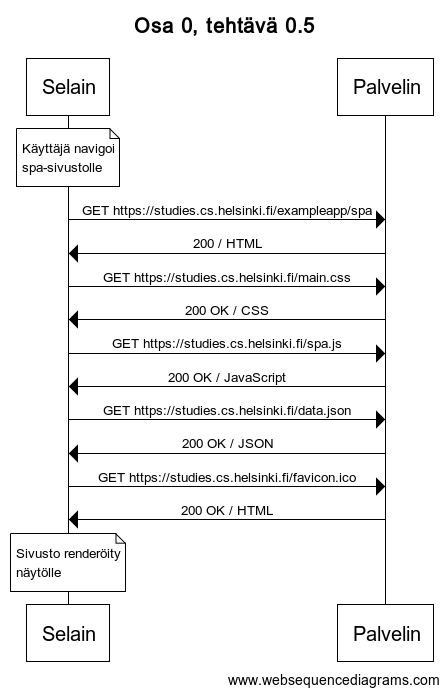 Osa 0, tehtävä 0.5
Selain
Palvelin
Käyttäjä navigoi
spa-sivustolle
GET https://studies.cs.helsinki.fi/exampleapp/spa
200 / HTML
GET https://studies.cs.helsinki.fi/main.css
200 OK / CSS
GET https://studies.cs.helsinki.fi/spa.js
200 OK / JavaScript
GET https://studies.cs.helsinki.fi/data.json
200 OK / JSON
GET https://studies.cs.helsinki.fi/favicon.ico
200 OK / HTML
Sivusto renderöity
näytölle
Selain
Palvelin
www.websequencediagrams.com